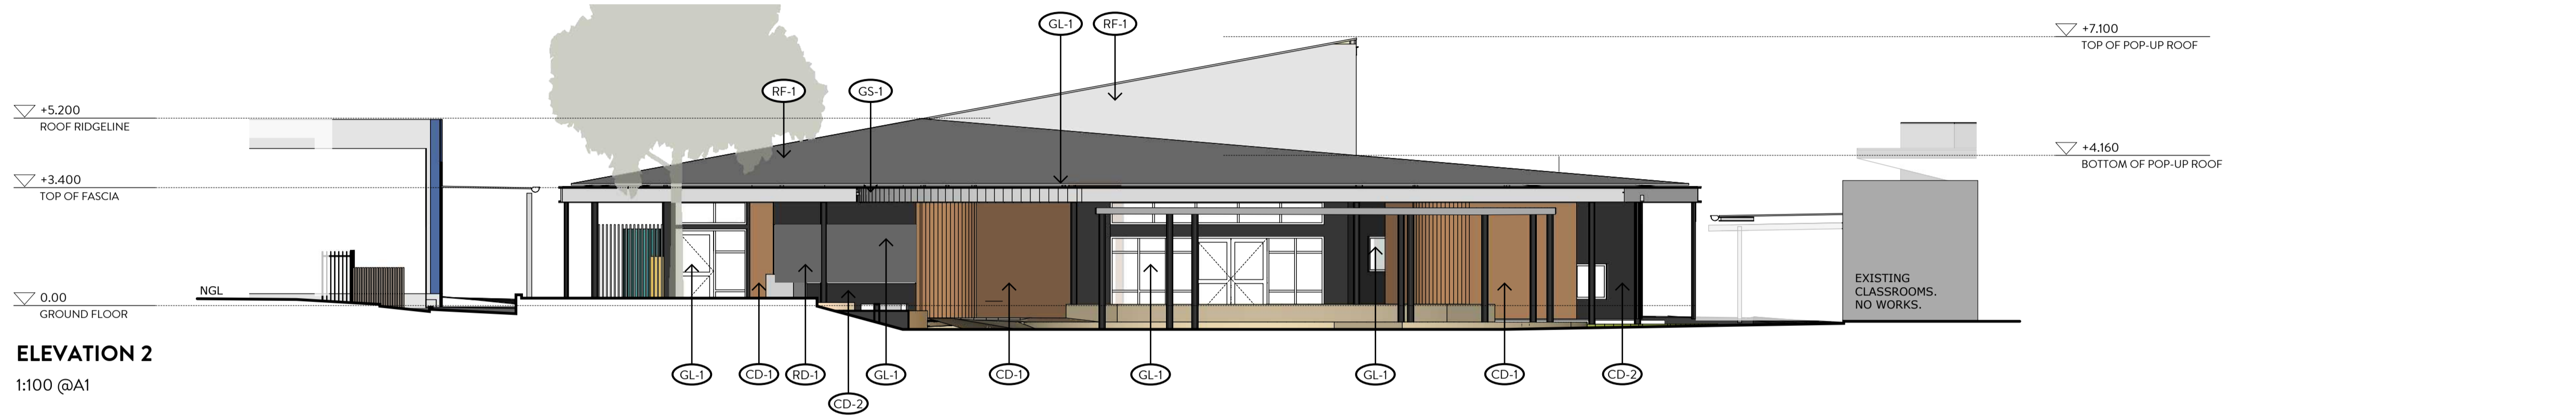 GL-1
RF-1
+7.100
TOP OF POP-UP ROOF
RF-1
GS-1
+5.200
ROOF RIDGELINE
+4.160
BOTTOM OF POP-UP ROOF
+3.400
TOP OF FASCIA
EXISTING
CLASSROOMS.
NO WORKS.
NGL
0.00
GROUND FLOOR
ELEVATION 2
1:100 @A1
GL-1
CD-1
RD-1
GL-1
CD-1
GL-1
GL-1
CD-1
CD-2
CD-2